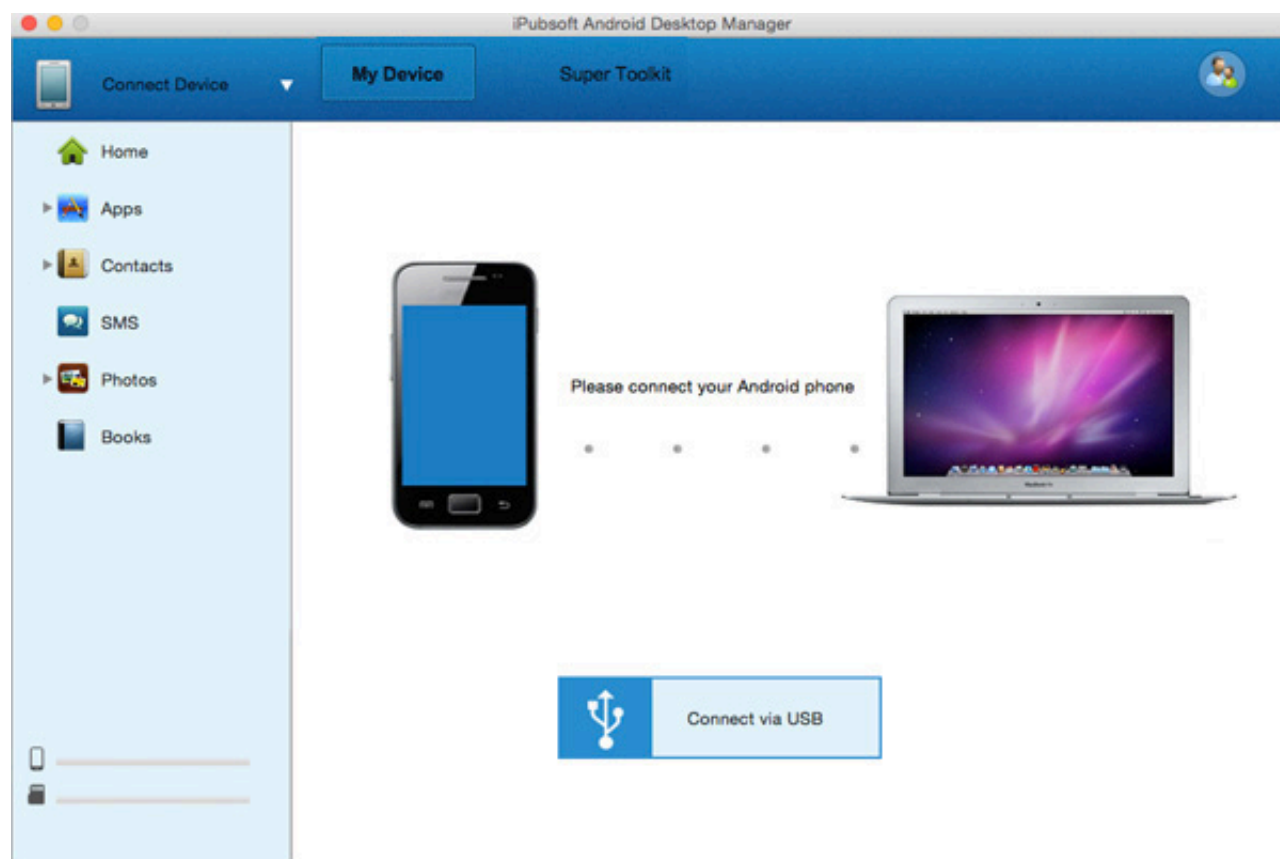 iPubsoft Android Desktop Manager
Connect Device
My Device
Super Toolkit
Home
Apps
Contacts
SMS
Photos
Books
Please connect your Android phone
Connect via USB